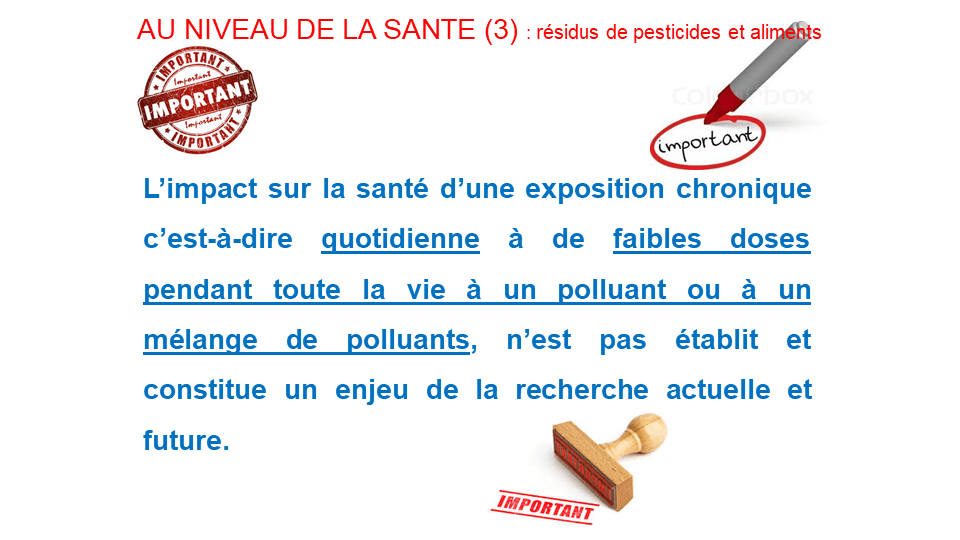 AU NIVEAU DE LA SANTE (3) : résidus de pesticides et aliments
IMPORTANT
Important
IMPORTANT
Important
IMPORTANT
Colourbox
important
L’impact sur la santé d’une exposition chronique
c’est-à-dire quotidienne à de faibles doses
pendant toute la vie à un polluant ou à un
mélange de polluants, n’est pas établit et
constitue un enjeu de la recherche actuelle et
future.
IMPORTANT